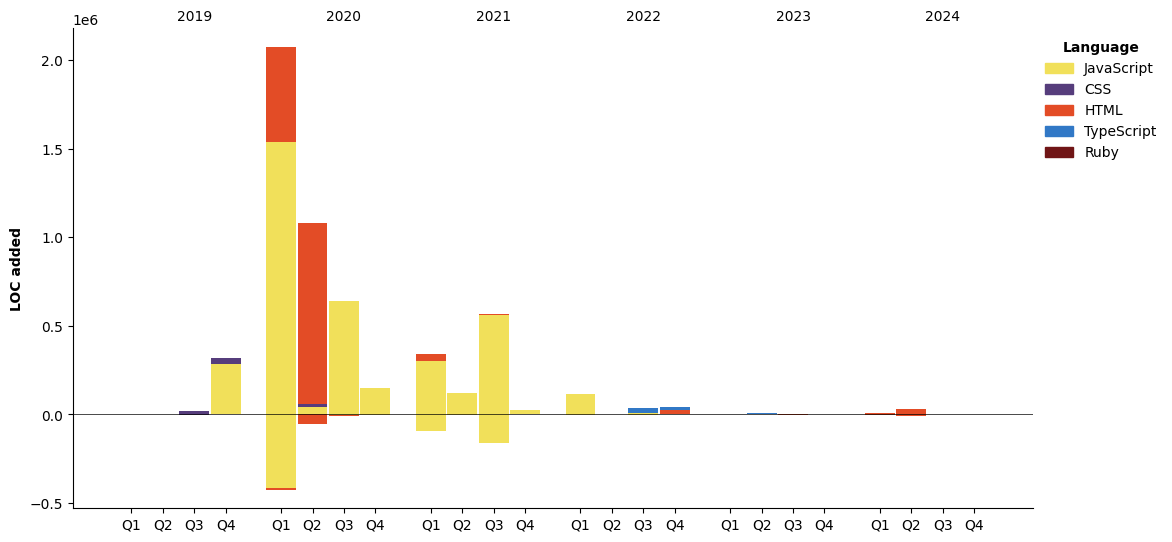 2019 2020 2021 2022 2023 2024
1e6
Language
JavaScript
CSS
HTML
TypeScript
Ruby
LOC added
2.0
1.5
1.0
0.5
0.0
−0.5
Q1 Q2 Q3 Q4 Q1 Q2 Q3 Q4 Q1 Q2 Q3 Q4 Q1 Q2 Q3 Q4 Q1 Q2 Q3 Q4 Q1 Q2 Q3 Q4